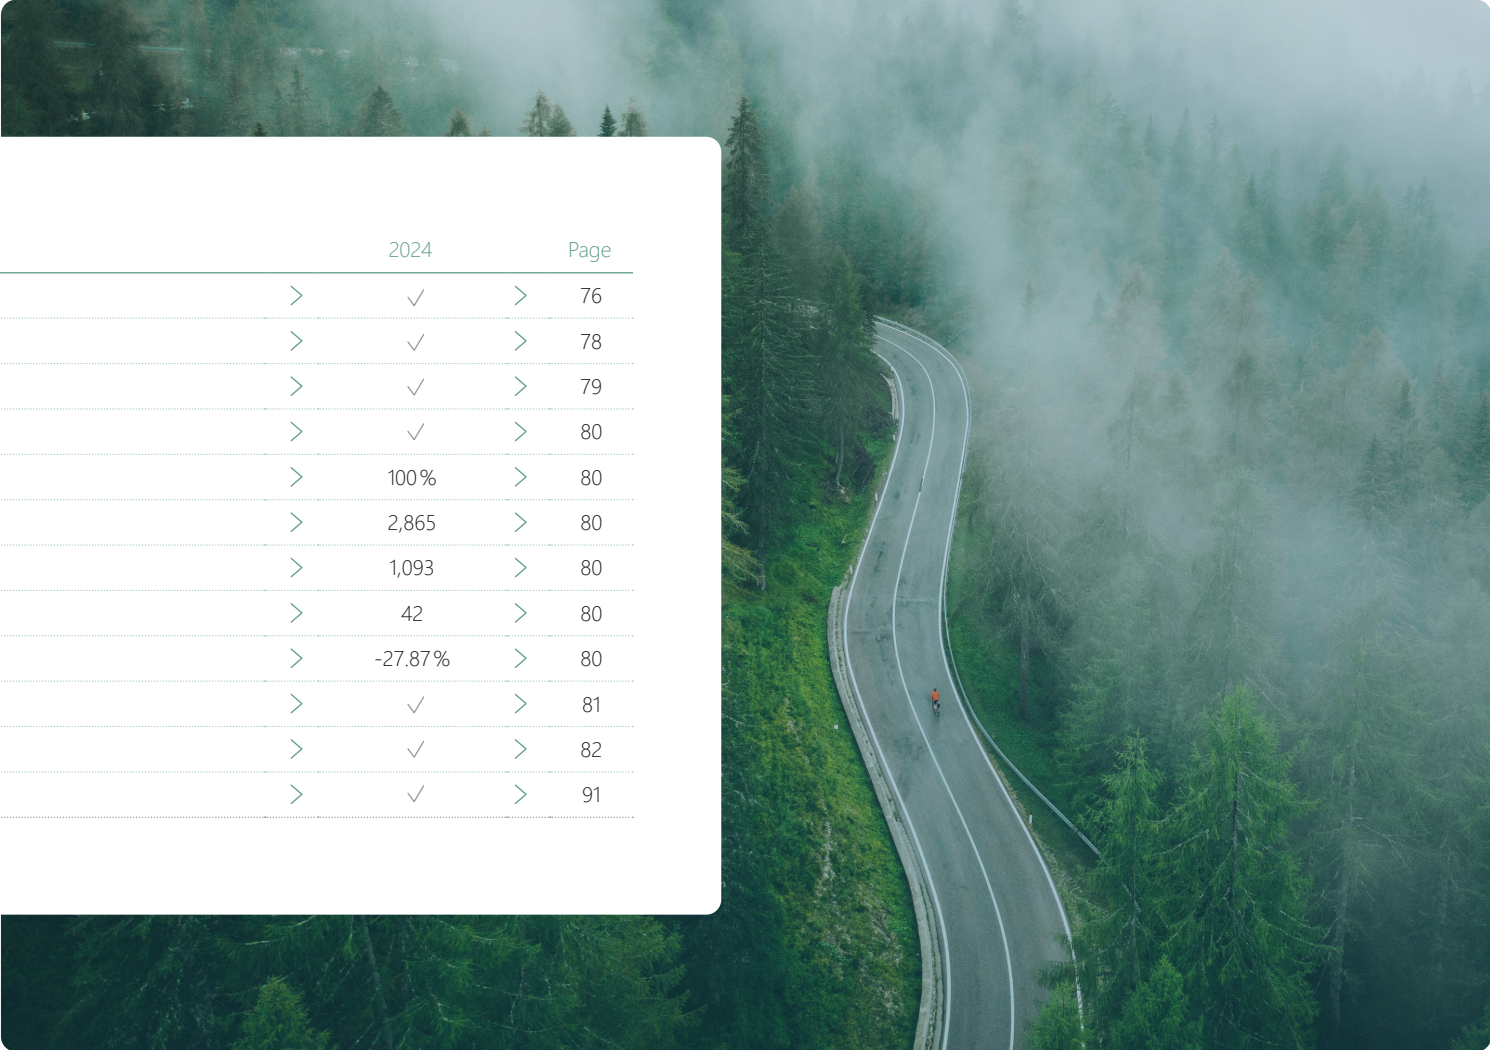 2024 Page
> ✓ > 76
> ✓ > 78
> ✓ > 79
> ✓ > 80
> 100 % > 80
> 2,865 > 80
> 1,093 > 80
> 42 > 80
> -27.87 % > 80
> ✓ > 81
> ✓ > 82
> ✓ > 91